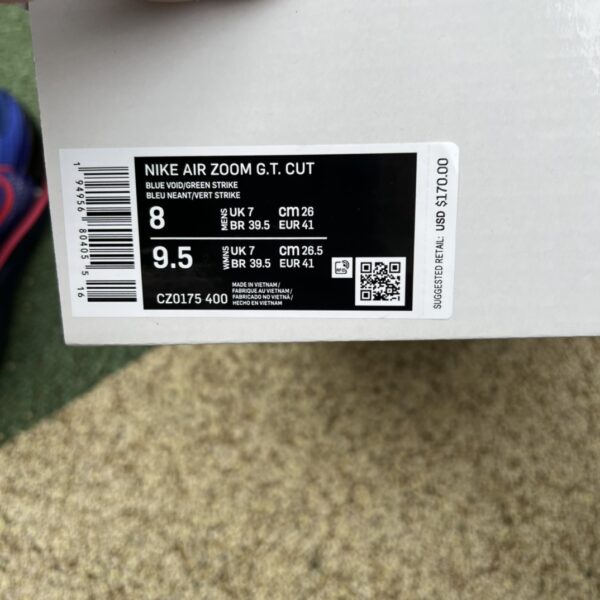 NIKE AIR ZOOM G.T. CUT
BLUE VOID/GREEN STRIKE
BLEU NEANT/VERT STRIKE
8 MENS UK 7 cm 26
BR 39.5 EUR 41
9.5 WMNS UK 7 cm 26.5
BR 39.5 EUR 41
CZ0175 400
MADE IN VIETNAM/
FABRIQUE AU VIETNAM/
FABRICADO NO VIETNÃ/
HECHO EN VIETNAM
1 94956 80405 5 16
SUGGESTED RETAIL: USD $170.00